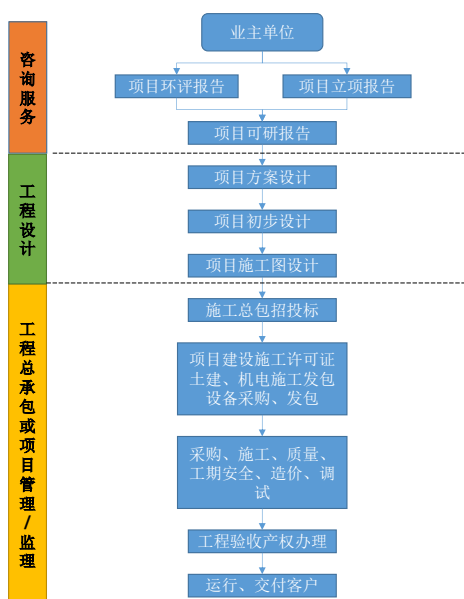 咨询服务
业主单位
项目环评报告
项目立项报告
项目可研报告
工程设计
项目方案设计
项目初步设计
项目施工图设计
工程总承包或项目管理/监理
施工总包招投标
项目建设施工许可证
土建、机电施工发包
设备采购、发包
采购、施工、质量、
工期安全、造价、调
试
工程验收产权办理
运行、交付客户